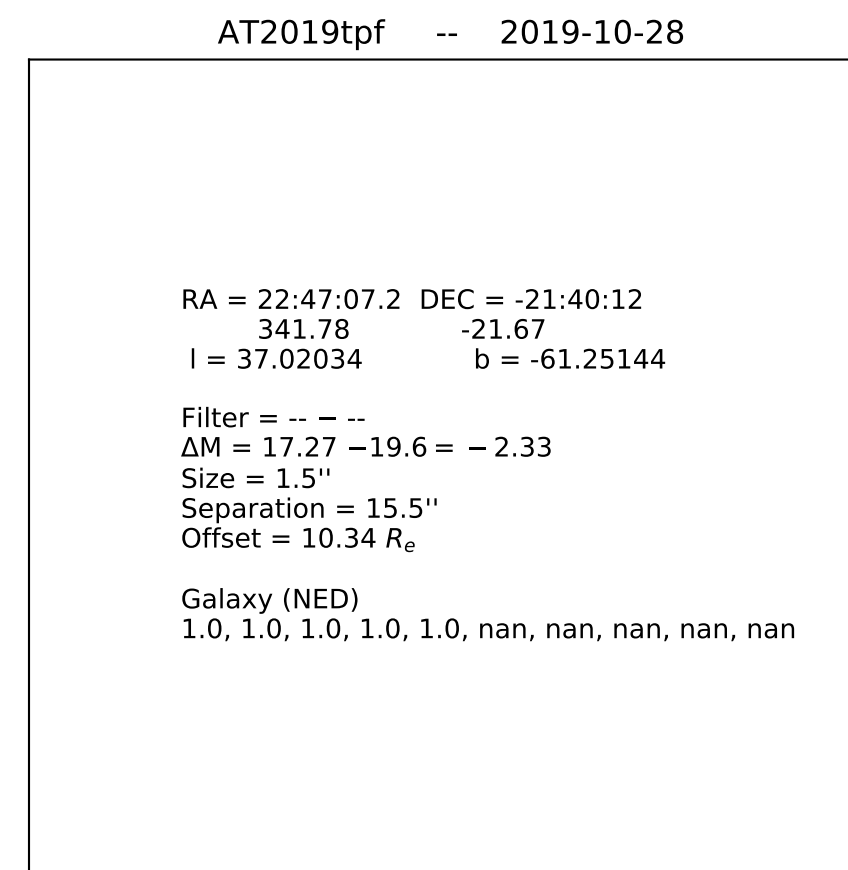 AT2019tpf -- 2019-10-28
RA = 22:47:07.2 DEC = -21:40:12
341.78 -21.67
l = 37.02034 b = -61.25144
Filter = -- − --
ΔM = 17.27 −19.6 = −2.33
Size = 1.5''
Separation = 15.5''
Offset = 10.34 Rₑ
Galaxy (NED)
1.0, 1.0, 1.0, 1.0, 1.0, nan, nan, nan, nan, nan